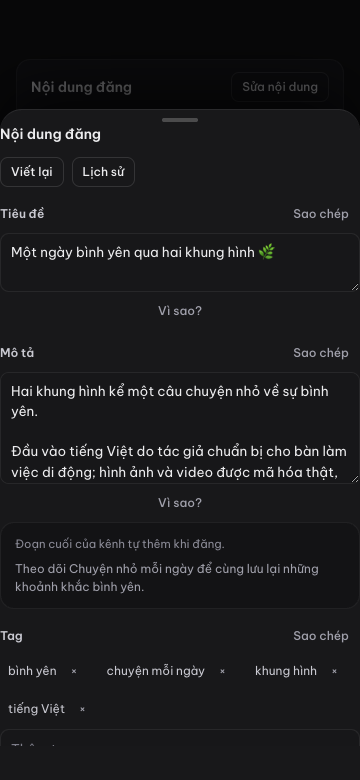 Nội dung đăng
Sửa nội dung
Nội dung đăng
Viết lại
Lịch sử
Tiêu đề
Sao chép
Một ngày bình yên qua hai khung hình 🌿
Vì sao?
Mô tả
Sao chép
Hai khung hình kể một câu chuyện nhỏ về sự bình
yên.
Đầu vào tiếng Việt do tác giả chuẩn bị cho bàn làm
việc di động; hình ảnh và video được mã hóa thật,
Vì sao?
Đoạn cuối của kênh tự thêm khi đăng.
Theo dõi Chuyện nhỏ mỗi ngày để cùng lưu lại những
khoảnh khắc bình yên.
Tag
Sao chép
bình yên ×
chuyện mỗi ngày ×
khung hình ×
tiếng Việt ×